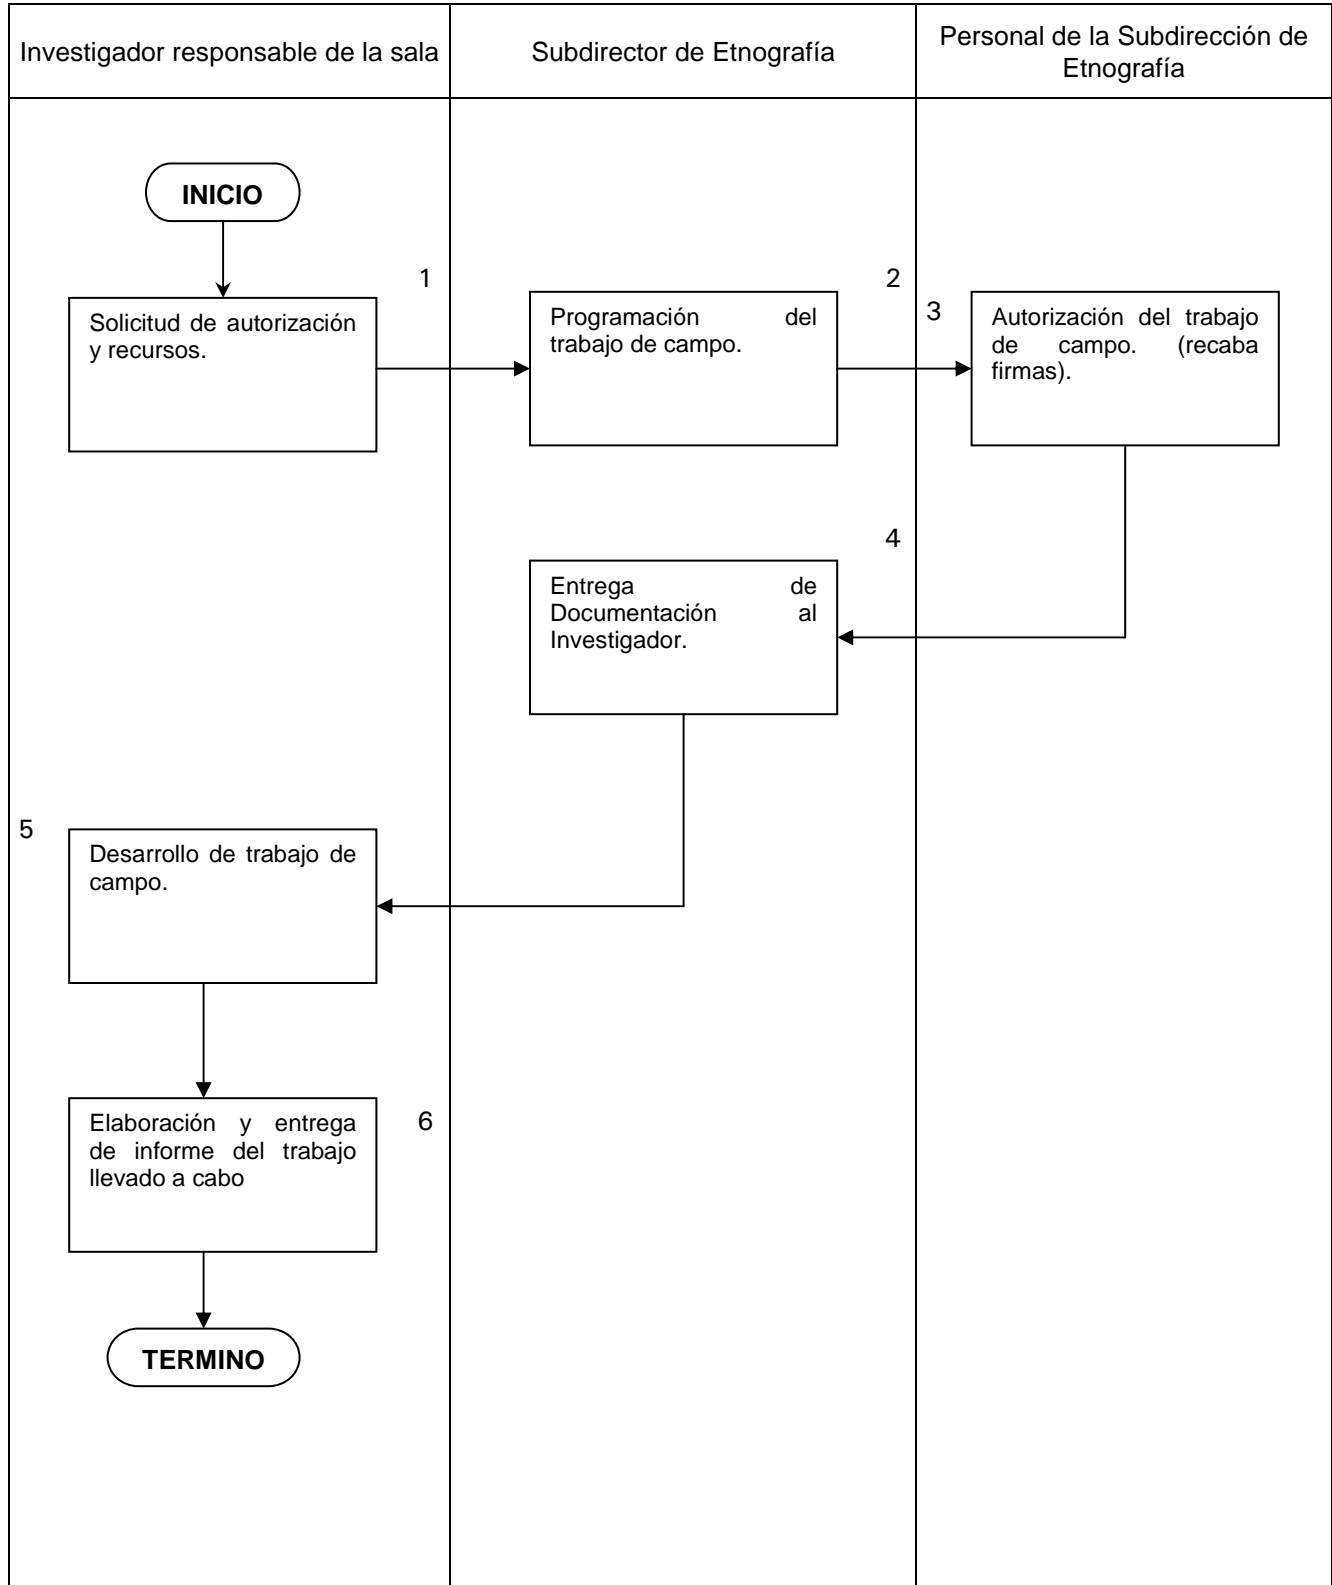 Investigador responsable de la sala
Subdirector de Etnografía
Personal de la Subdirección de
Etnografía
INICIO
1
Solicitud de autorización
y recursos.
2
Programación del
trabajo de campo.
3
Autorización del trabajo
de campo. (recaba
firmas).
4
Entrega de
Documentación al
Investigador.
5
Desarrollo de trabajo de
campo.
6
Elaboración y entrega
de informe del trabajo
llevado a cabo
TERMINO